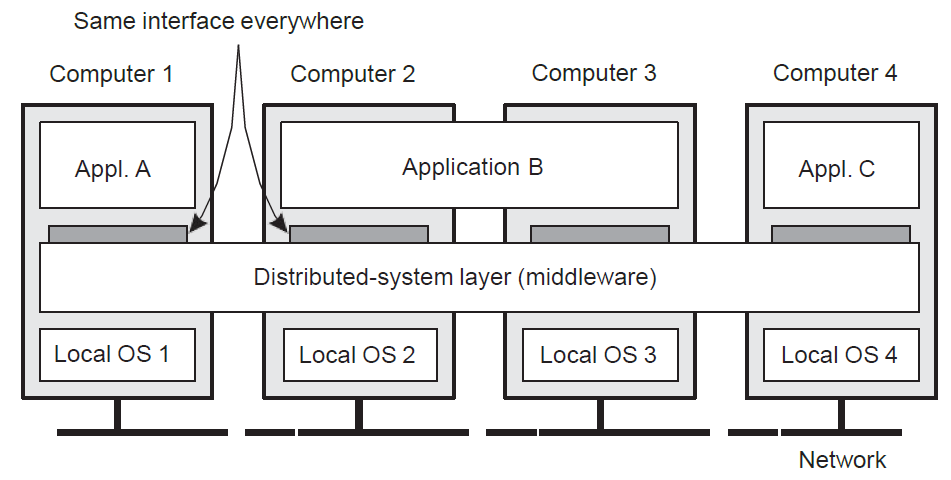 Same interface everywhere
Computer 1
Computer 2
Computer 3
Computer 4
Appl. A
Application B
Appl. C
Distributed-system layer (middleware)
Local OS 1
Local OS 2
Local OS 3
Local OS 4
Network